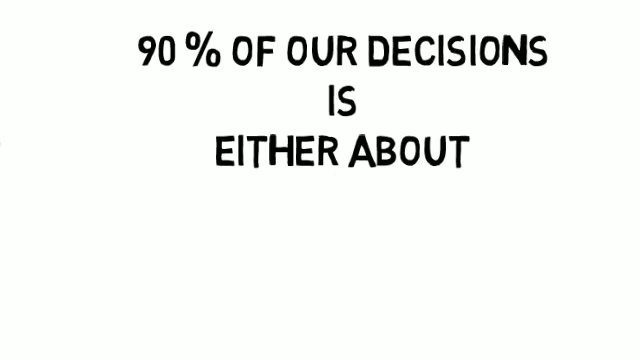 90 % OF OUR DECISIONS
IS
EITHER ABOUT